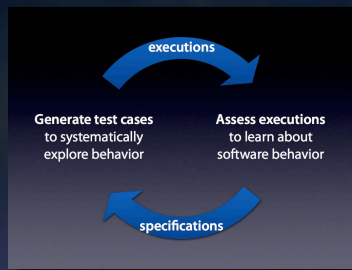 executions
Generate test cases
to systematically
explore behavior
Assess executions
to learn about
software behavior
specifications